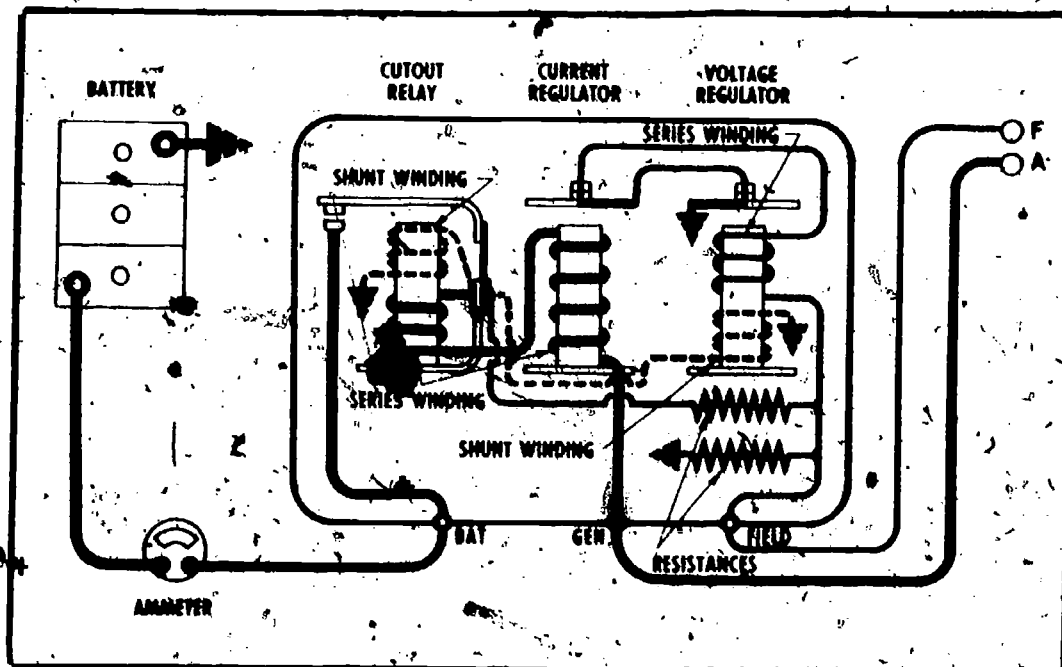 BATTERY
CUTOUT
RELAY
CURRENT
REGULATOR
VOLTAGE
REGULATOR
SERIES WINDING
F
A
SHUNT WINDING
SERIES WINDING
SHUNT WINDING
BAT
GEN
FIELD
RESISTANCES
AMMETER